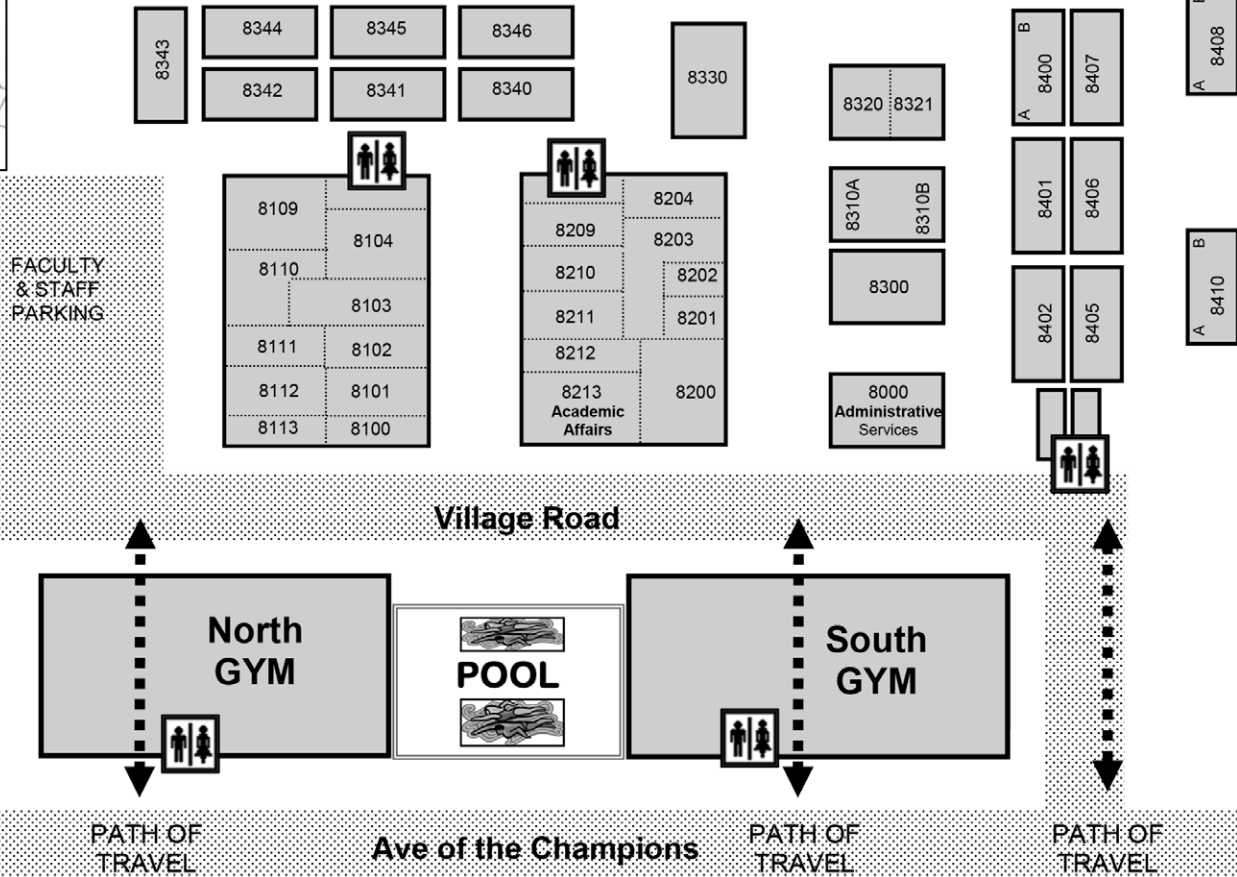 8343
8344
8345
8346
8342
8341
8340
8330
8320
8321
B
8400
A
8407
8408
A
8109
8104
8110
8103
8111
8102
8112
8101
8113
8100
8204
8209
8203
8210
8202
8211
8201
8212
8213
Academic
Affairs
8200
8310A
8310B
8300
8000
Administrative
Services
8401
8406
8402
8405
B
8410
A
FACULTY
& STAFF
PARKING
Village Road
North
GYM
POOL
South
GYM
PATH OF
TRAVEL
Ave of the Champions
PATH OF
TRAVEL
PATH OF
TRAVEL